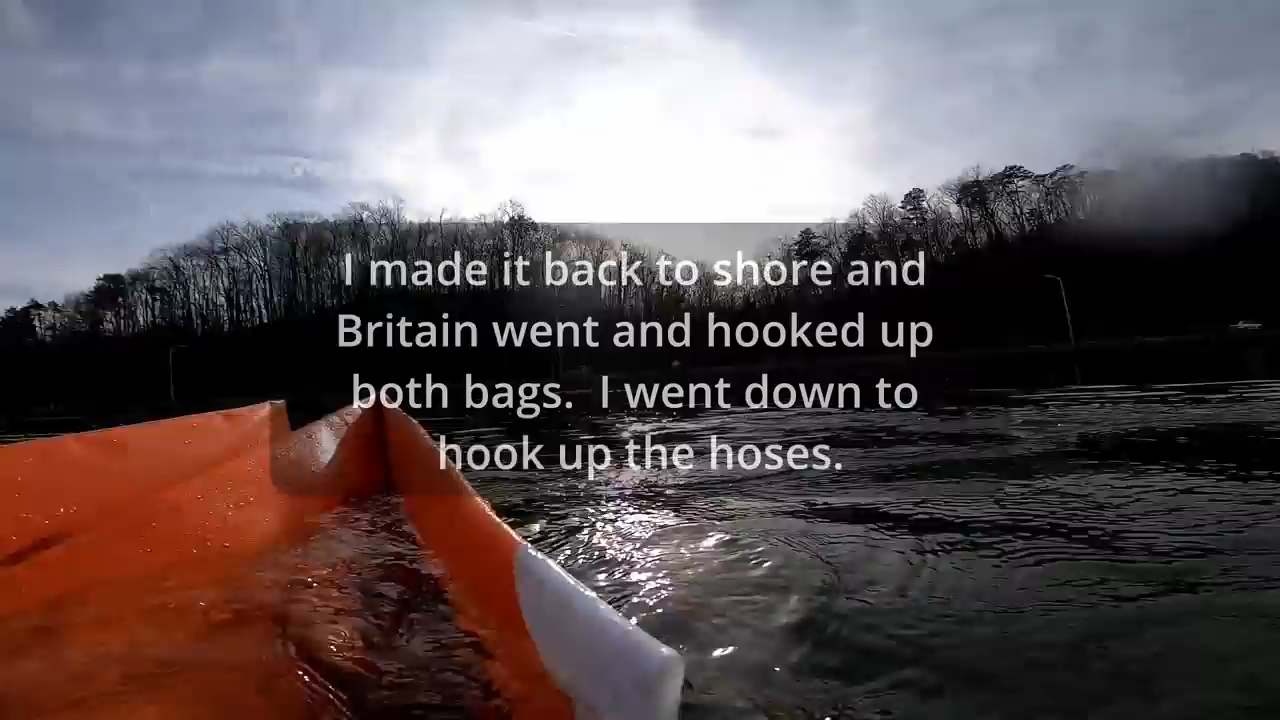 I made it back to shore and
Britain went and hooked up
both bags.  I went down to
hook up the hoses.